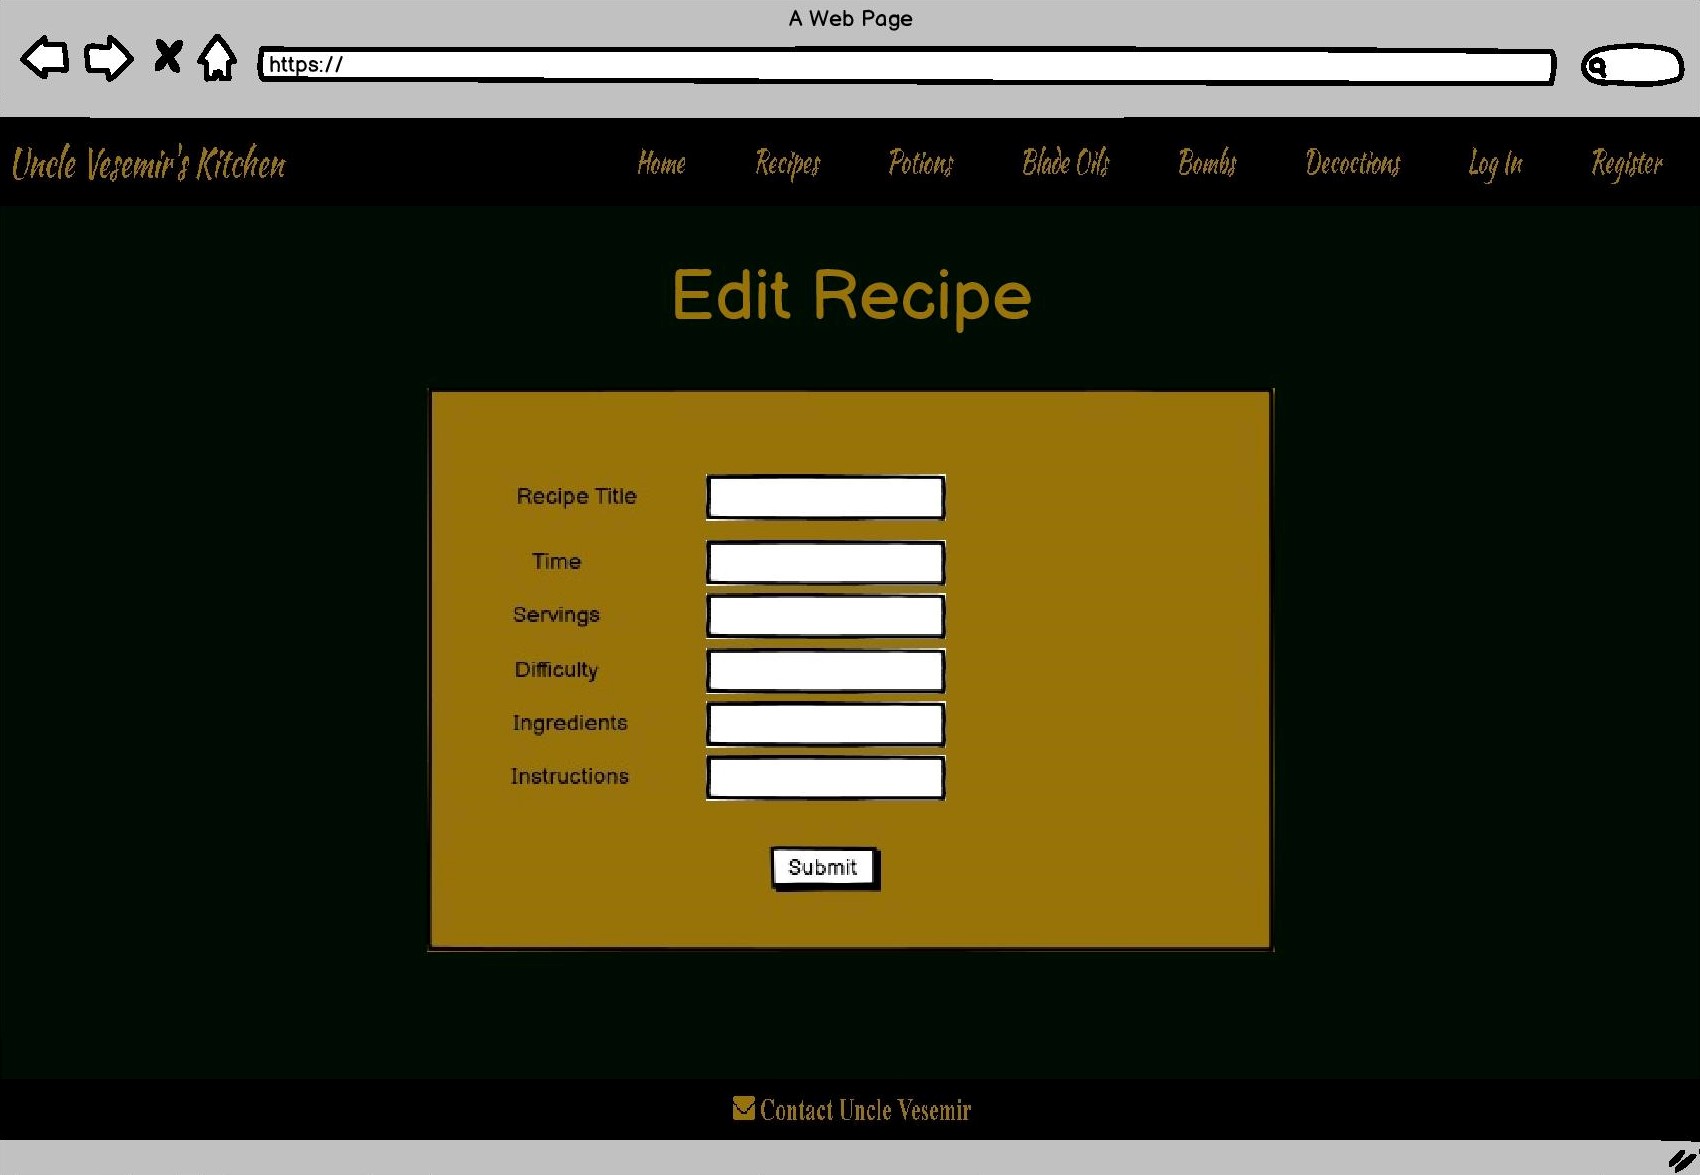 A Web Page
https://
Uncle Vesemir's Kitchen Home Recipes Potions Blade Oils Bombs Decoctions Log In Register
Edit Recipe
Recipe Title
Time
Servings
Difficulty
Ingredients
Instructions
Submit
Contact Uncle Vesemir